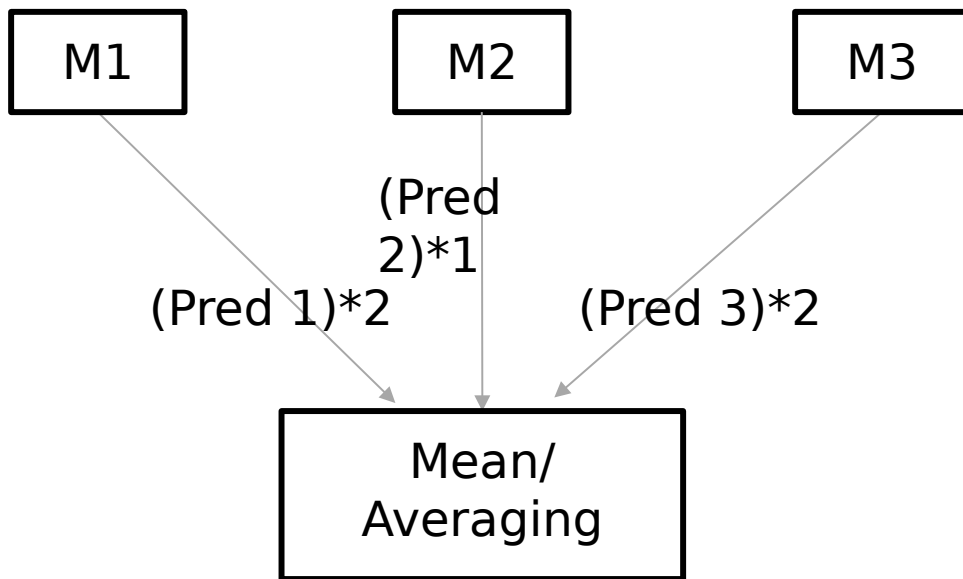 M1
M2
M3
(Pred
2)*1
(Pred 1)*2
(Pred 3)*2
Mean/
Averaging